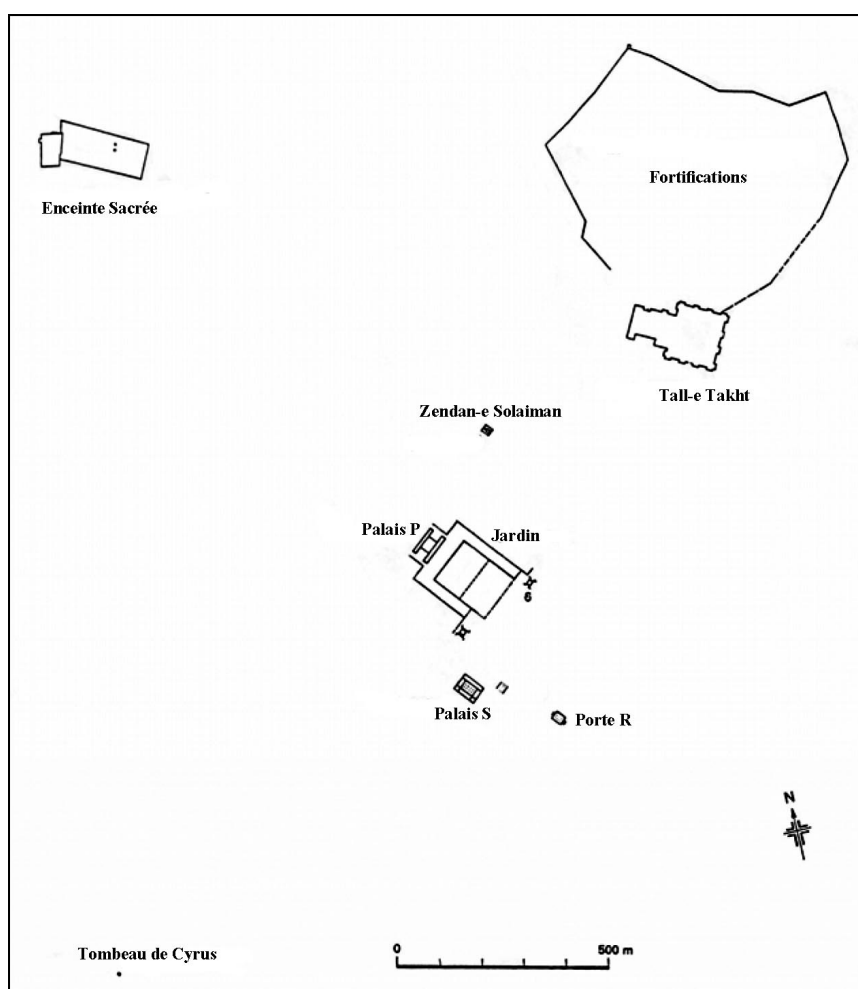 Fortifications
Enceinte Sacrée
Tall-e Takht
Zendan-e Solaiman
Palais P
Jardin
6
Palais S
Porte R
N
Tombeau de Cyrus
0
500 m